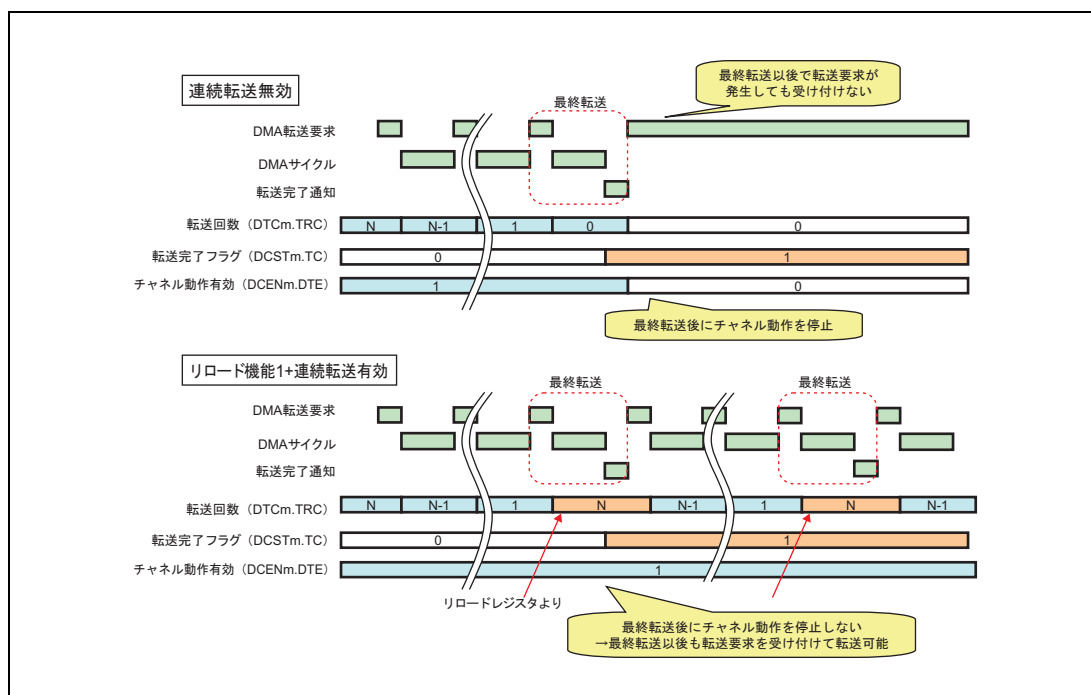 連続転送無効
最終転送以後で転送要求が
発生しても受け付けない
最終転送
DMA転送要求
DMAサイクル
転送完了通知
転送回数（DTCm.TRC） N N-1 1 0 0
転送完了フラグ（DCSTm.TC） 0 1
チャネル動作有効（DCENm.DTE） 1 0
最終転送後にチャネル動作を停止
リロード機能1+連続転送有効
最終転送 最終転送
DMA転送要求
DMAサイクル
転送完了通知
転送回数（DTCm.TRC） N N-1 1 N N-1 1 N N-1
転送完了フラグ（DCSTm.TC） 0 1
チャネル動作有効（DCENm.DTE） 1
リロードレジスタより
最終転送後にチャネル動作を停止しない
→最終転送以後も転送要求を受け付けて転送可能